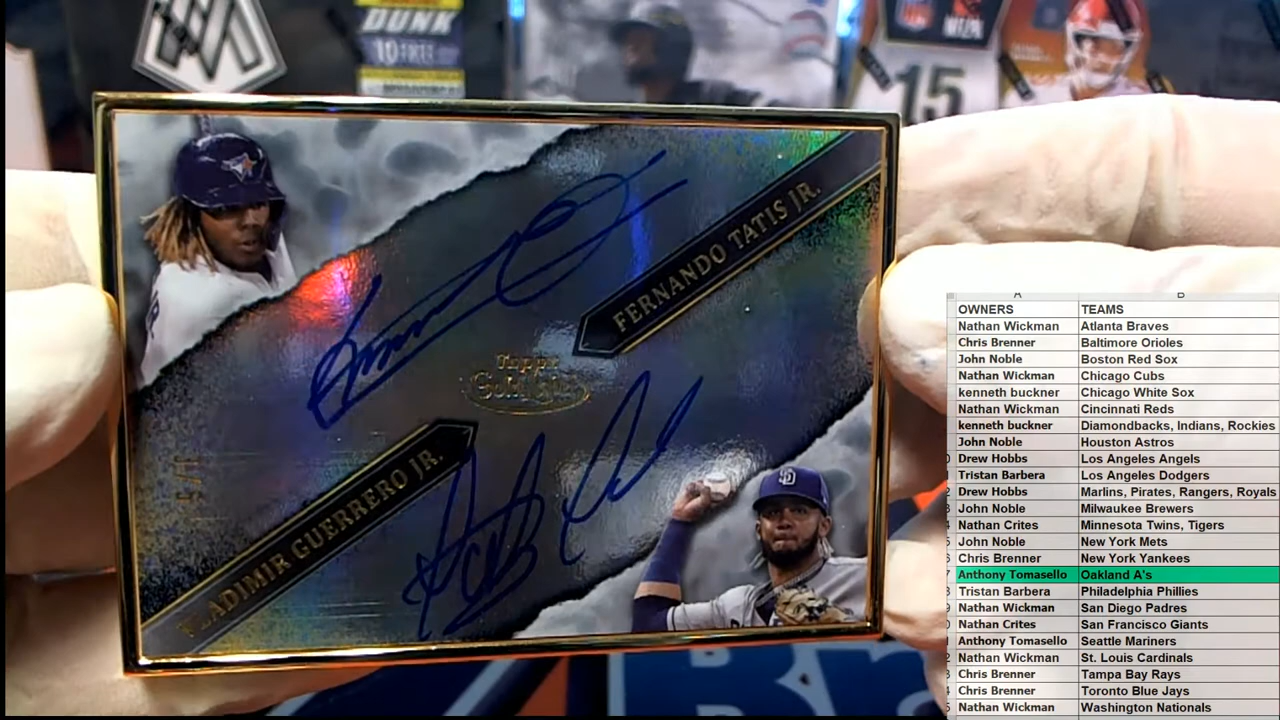 DUNK
10 FREE
15
FERNANDO TATIS JR.
Topps
Gold Label
VLADIMIR GUERRERO JR.
SD
A B
OWNERS TEAMS
Nathan Wickman Atlanta Braves
Chris Brenner Baltimore Orioles
John Noble Boston Red Sox
Nathan Wickman Chicago Cubs
kenneth buckner Chicago White Sox
Nathan Wickman Cincinnati Reds
kenneth buckner Diamondbacks, Indians, Rockies
John Noble Houston Astros
Drew Hobbs Los Angeles Angels
Tristan Barbera Los Angeles Dodgers
Drew Hobbs Marlins, Pirates, Rangers, Royals
John Noble Milwaukee Brewers
Nathan Crites Minnesota Twins, Tigers
John Noble New York Mets
Chris Brenner New York Yankees
Anthony Tomasello Oakland A's
Tristan Barbera Philadelphia Phillies
Nathan Wickman San Diego Padres
Nathan Crites San Francisco Giants
Anthony Tomasello Seattle Mariners
Nathan Wickman St. Louis Cardinals
Chris Brenner Tampa Bay Rays
Chris Brenner Toronto Blue Jays
Nathan Wickman Washington Nationals